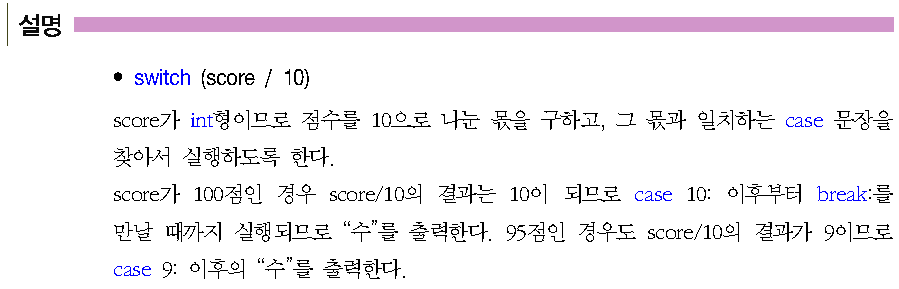 설명
• switch (score / 10)
score가 int형이므로 점수를 10으로 나눈 몫을 구하고, 그 몫과 일치하는 case 문장을
찾아서 실행하도록 한다.
score가 100점인 경우 score/10의 결과는 10이 되므로 case 10: 이후부터 break:를
만날 때까지 실행되므로 “수”를 출력한다. 95점인 경우도 score/10의 결과가 9이므로
case 9: 이후의 “수”를 출력한다.